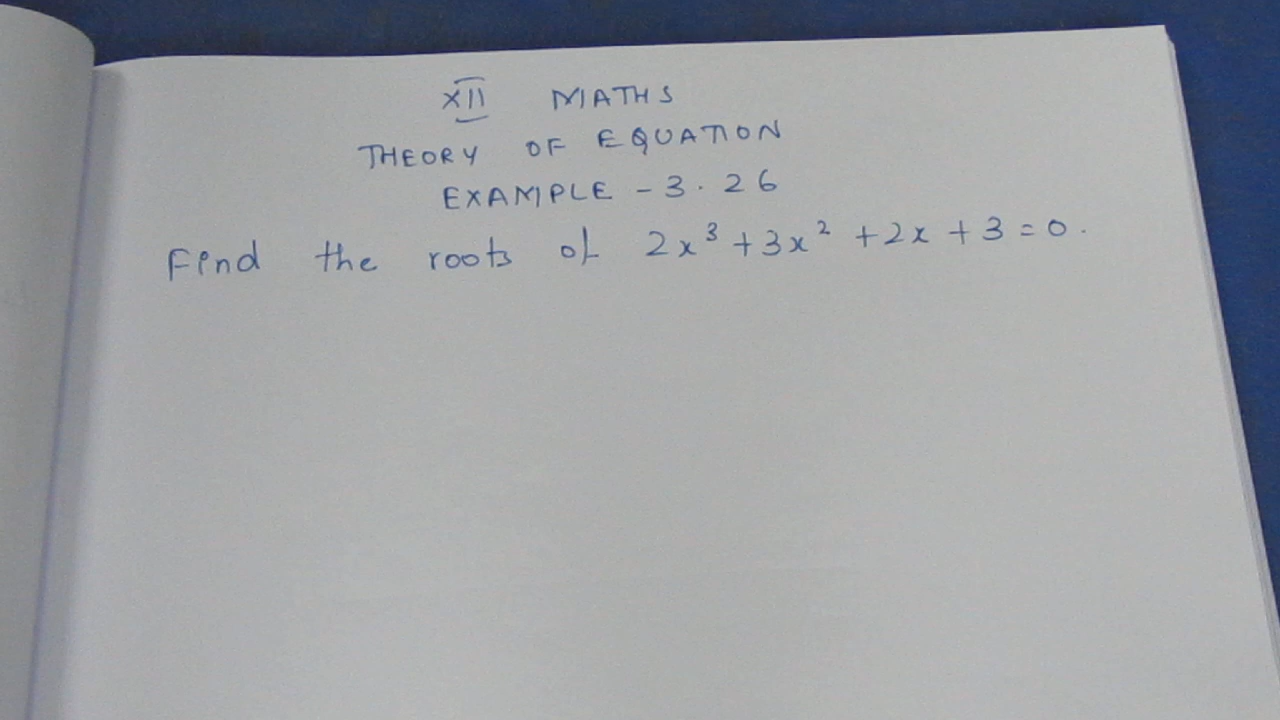 XII MATHS
THEORY OF EQUATION
EXAMPLE - 3.26
Find the roots of 2x³ + 3x² + 2x + 3 = 0.